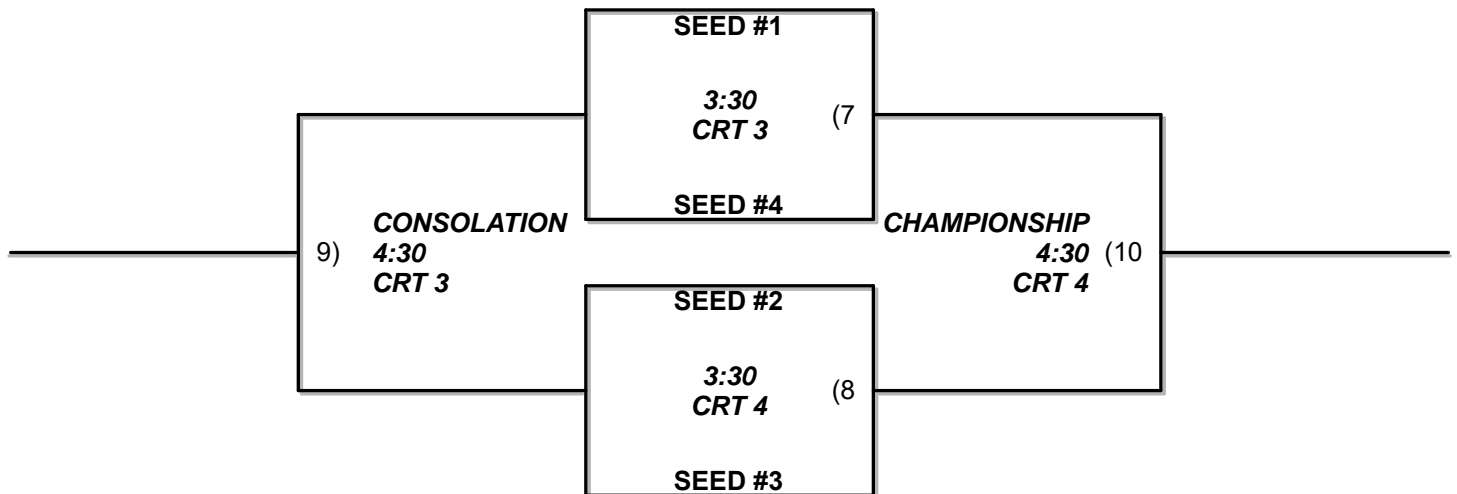 SEED #1
3:30
CRT 3
(7
SEED #4
CONSOLATION
9) 4:30
CRT 3
CHAMPIONSHIP
4:30 (10
CRT 4
SEED #2
3:30
CRT 4
(8
SEED #3